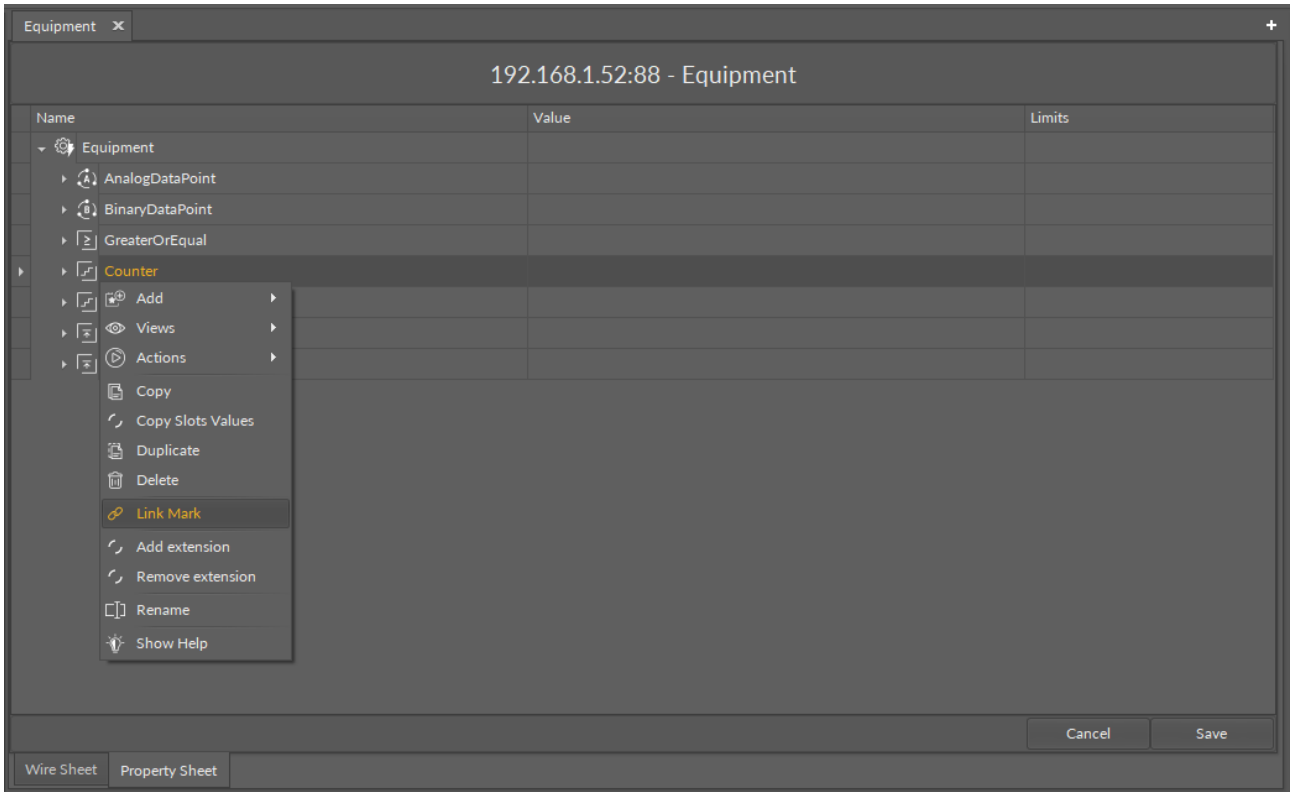 Equipment
192.168.1.52:88 - Equipment
Name Value Limits
Equipment
AnalogDataPoint
BinaryDataPoint
GreaterOrEqual
Counter
Add
Views
Actions
Copy
Copy Slots Values
Duplicate
Delete
Link Mark
Add extension
Remove extension
Rename
Show Help
Cancel Save
Wire Sheet Property Sheet